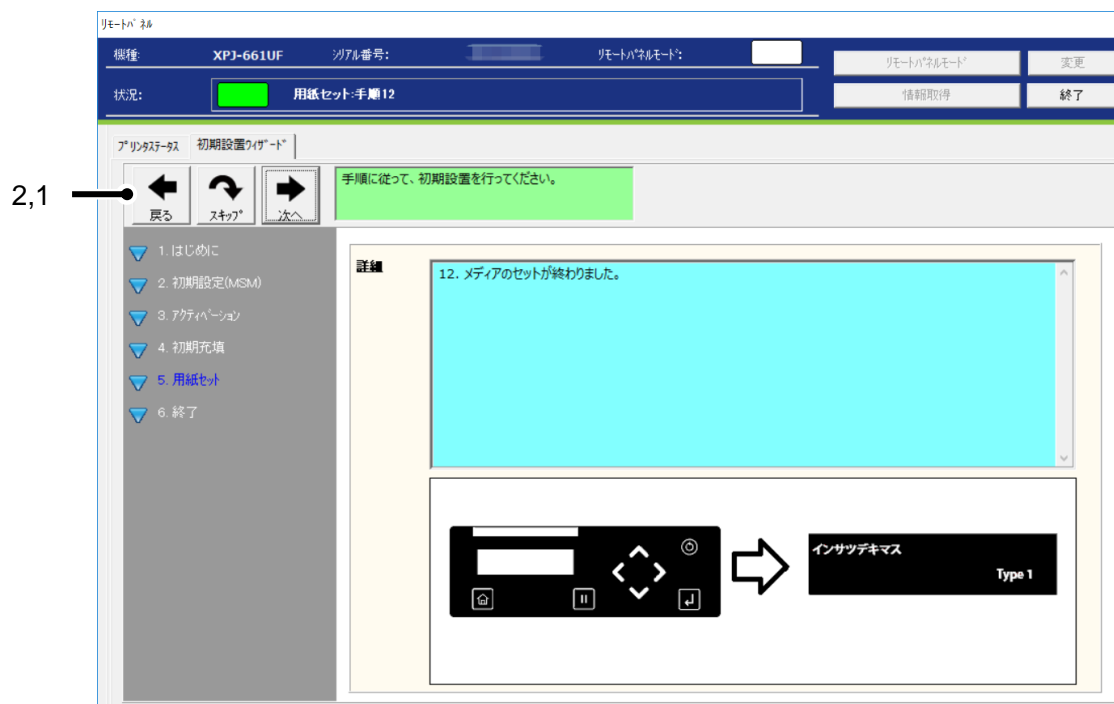 リモートパネル
機種: XPJ-661UF シリアル番号: リモートパネルモード: リモートパネルモード 変更
状況: 用紙セット:手順12 情報取得 終了
プリンタステータス 初期設置ウィザード
手順に従って、初期設置を行ってください。
2,1
戻る スキップ 次へ
1. はじめに
2. 初期設定(MSM)
3. アクティベーション
4. 初期充填
5. 用紙セット
6. 終了
詳細
12. メディアのセットが終わりました。
インサツデキマス
Type 1